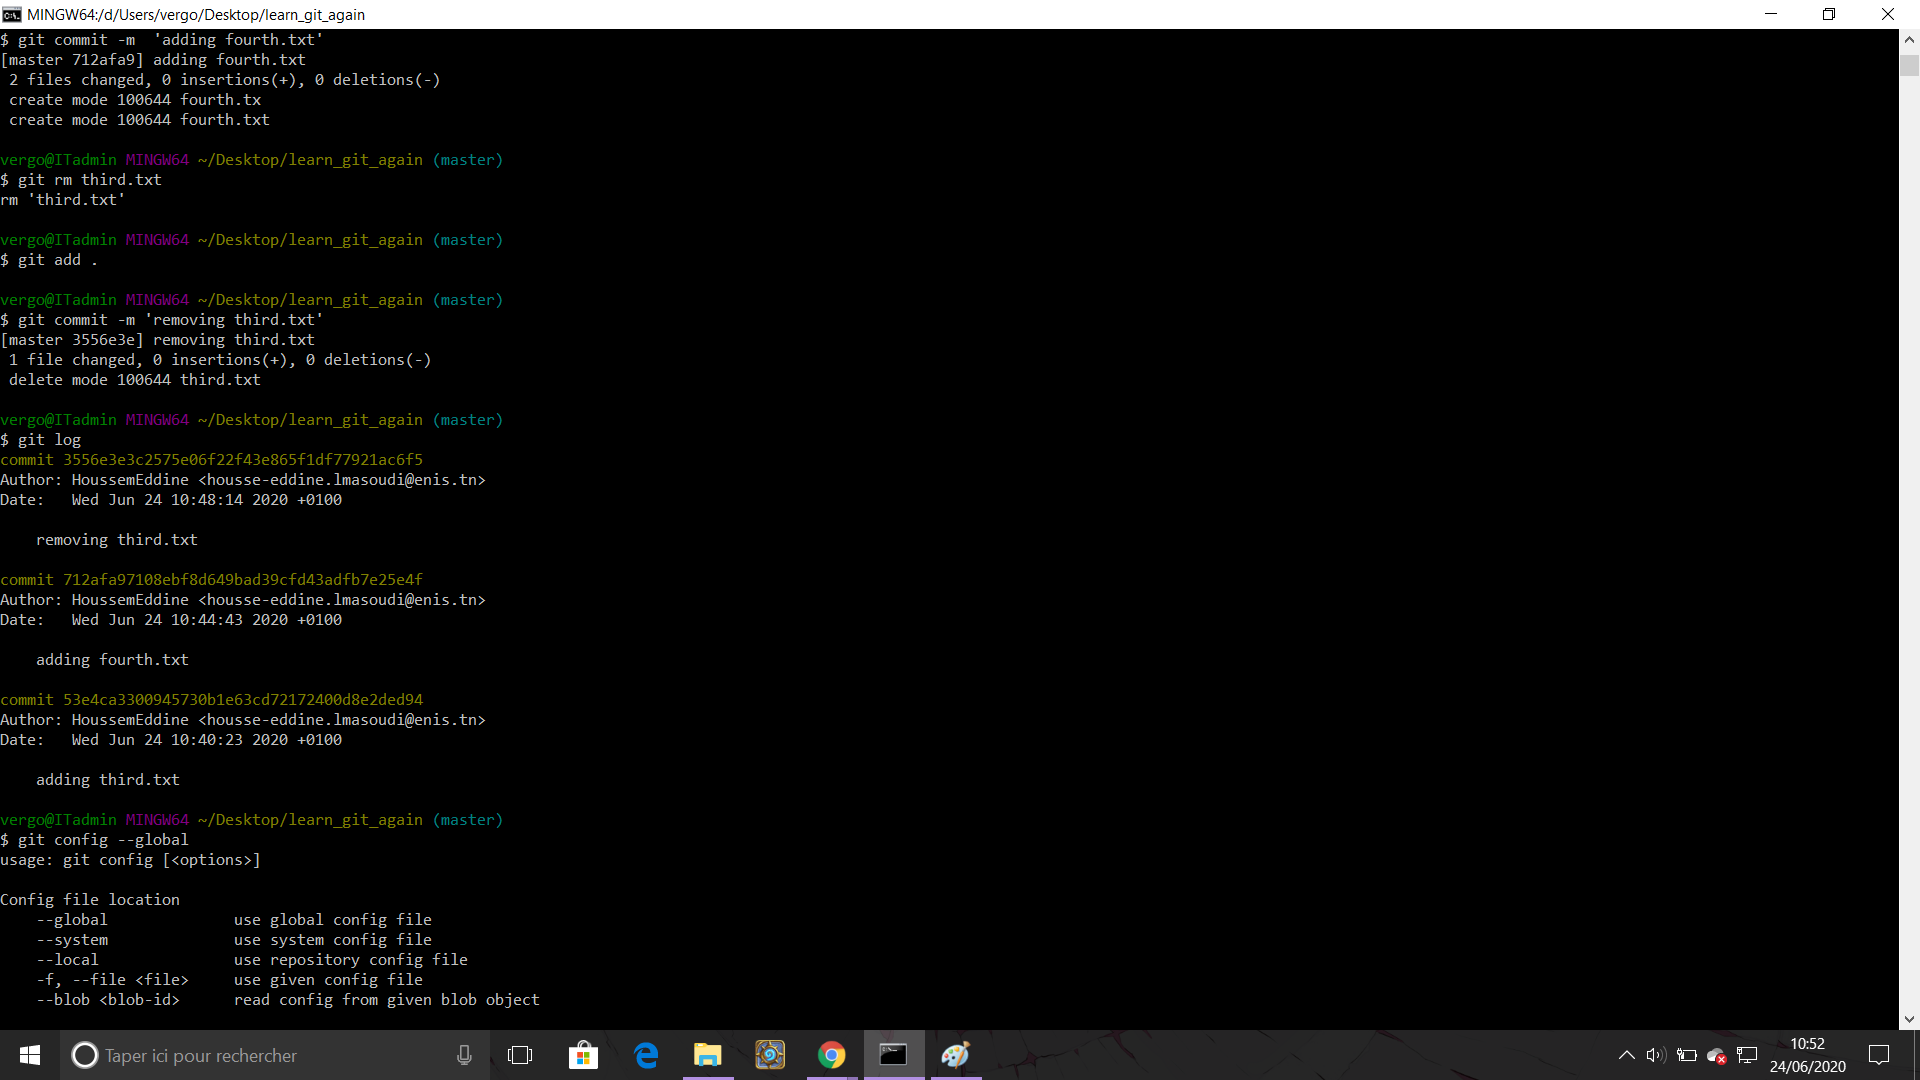 MINGW64:/d/Users/vergo/Desktop/learn_git_again
$ git commit -m  'adding fourth.txt'
[master 712afa9] adding fourth.txt
 2 files changed, 0 insertions(+), 0 deletions(-)
 create mode 100644 fourth.tx
 create mode 100644 fourth.txt
vergo@ITadmin MINGW64 ~/Desktop/learn_git_again (master)
$ git rm third.txt
rm 'third.txt'
vergo@ITadmin MINGW64 ~/Desktop/learn_git_again (master)
$ git add .
vergo@ITadmin MINGW64 ~/Desktop/learn_git_again (master)
$ git commit -m 'removing third.txt'
[master 3556e3e] removing third.txt
 1 file changed, 0 insertions(+), 0 deletions(-)
 delete mode 100644 third.txt
vergo@ITadmin MINGW64 ~/Desktop/learn_git_again (master)
$ git log
commit 3556e3e3c2575e06f22f43e865f1df77921ac6f5
Author: HoussemEddine <housse-eddine.lmasoudi@enis.tn>
Date:   Wed Jun 24 10:48:14 2020 +0100
    removing third.txt
commit 712afa97108ebf8d649bad39cfd43adfb7e25e4f
Author: HoussemEddine <housse-eddine.lmasoudi@enis.tn>
Date:   Wed Jun 24 10:44:43 2020 +0100
    adding fourth.txt
commit 53e4ca3300945730b1e63cd72172400d8e2ded94
Author: HoussemEddine <housse-eddine.lmasoudi@enis.tn>
Date:   Wed Jun 24 10:40:23 2020 +0100
    adding third.txt
vergo@ITadmin MINGW64 ~/Desktop/learn_git_again (master)
$ git config --global
usage: git config [<options>]
Config file location
    --global              use global config file
    --system              use system config file
    --local               use repository config file
    -f, --file <file>     use given config file
    --blob <blob-id>      read config from given blob object
Taper ici pour rechercher
10:52
24/06/2020